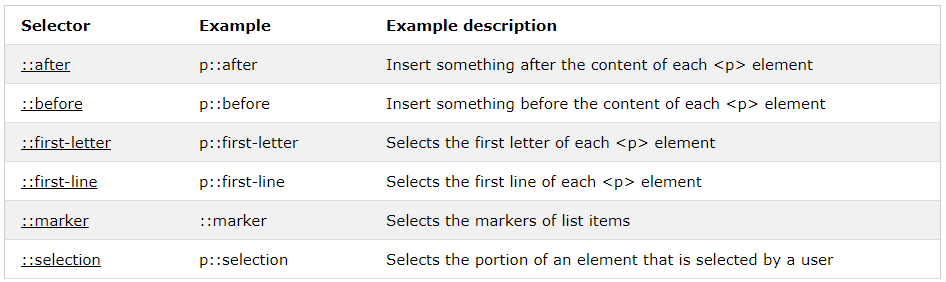 Selector Example Example description
::after p::after Insert something after the content of each <p> element
::before p::before Insert something before the content of each <p> element
::first-letter p::first-letter Selects the first letter of each <p> element
::first-line p::first-line Selects the first line of each <p> element
::marker ::marker Selects the markers of list items
::selection p::selection Selects the portion of an element that is selected by a user